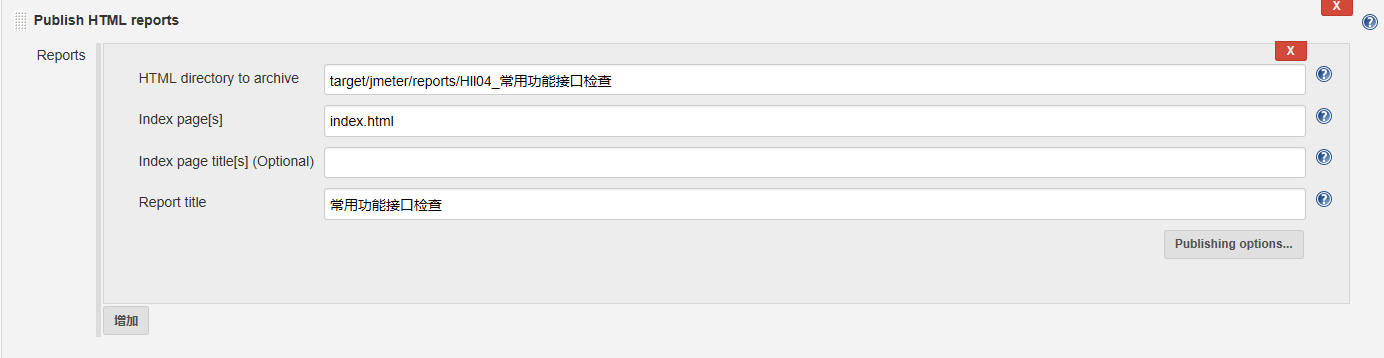 Publish HTML reports
X
Reports
X
HTML directory to archive
target/jmeter/reports/HII04_常用功能接口检查
Index page[s]
index.html
Index page title[s] (Optional)
Report title
常用功能接口检查
Publishing options...
增加